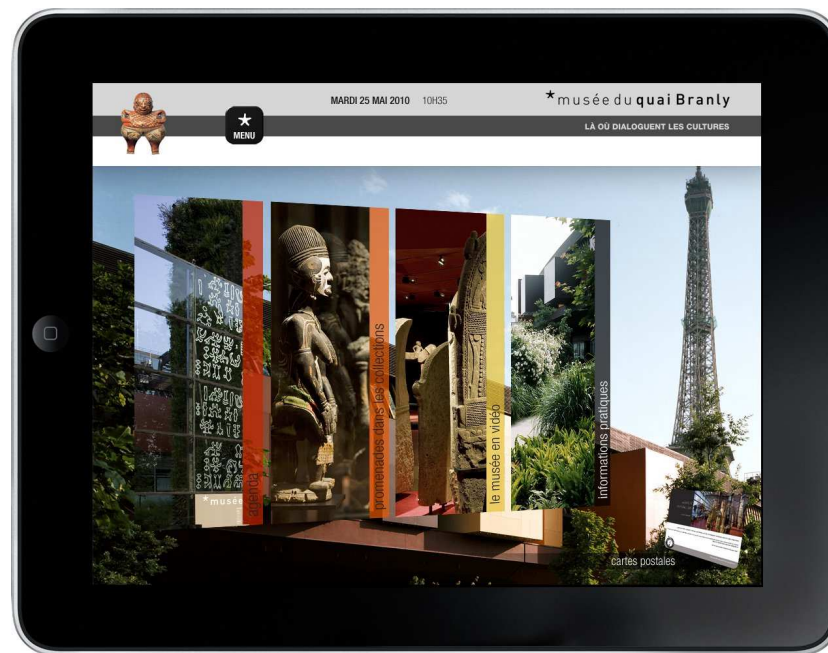 MARDI 25 MAI 2010 10H35
*musée du quai Branly
MENU
LÀ OÙ DIALOGUENT LES CULTURES
agenda
promenades dans les collections
le musée en vidéo
informations pratiques
*musée
cartes postales